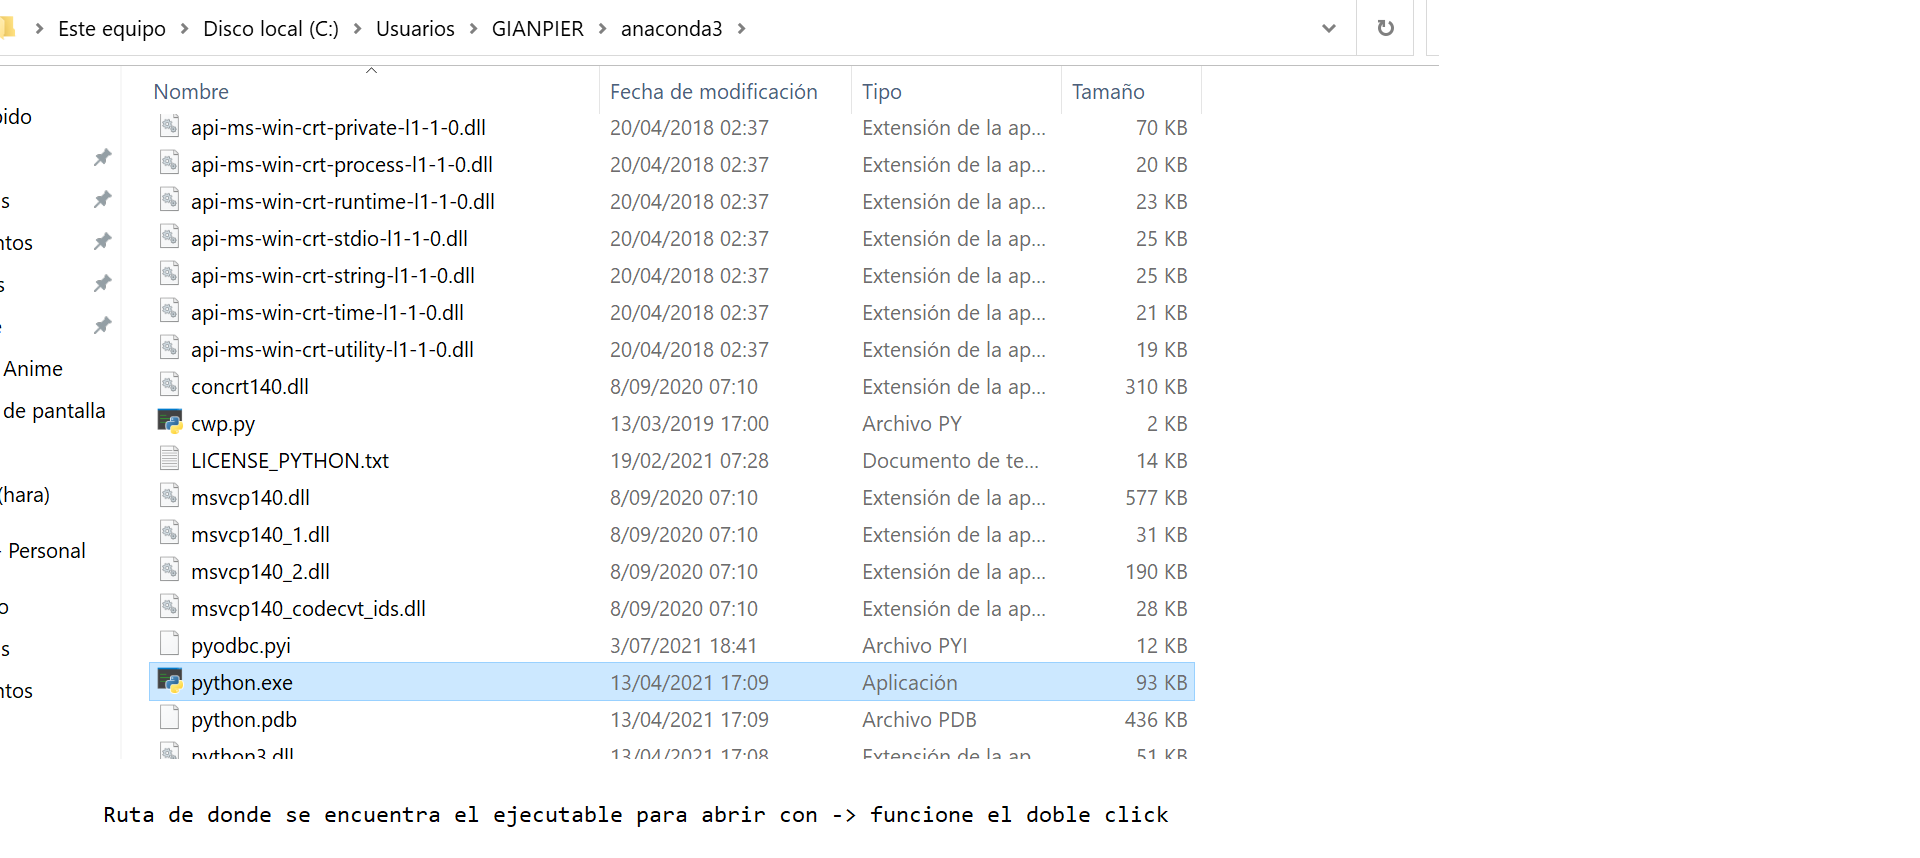 Este equipo > Disco local (C:) > Usuarios > GIANPIER > anaconda3 >
Nombre Fecha de modificación Tipo Tamaño
api-ms-win-crt-private-l1-1-0.dll 20/04/2018 02:37 Extensión de la ap... 70 KB
api-ms-win-crt-process-l1-1-0.dll 20/04/2018 02:37 Extensión de la ap... 20 KB
api-ms-win-crt-runtime-l1-1-0.dll 20/04/2018 02:37 Extensión de la ap... 23 KB
api-ms-win-crt-stdio-l1-1-0.dll 20/04/2018 02:37 Extensión de la ap... 25 KB
api-ms-win-crt-string-l1-1-0.dll 20/04/2018 02:37 Extensión de la ap... 25 KB
api-ms-win-crt-time-l1-1-0.dll 20/04/2018 02:37 Extensión de la ap... 21 KB
api-ms-win-crt-utility-l1-1-0.dll 20/04/2018 02:37 Extensión de la ap... 19 KB
concrt140.dll 8/09/2020 07:10 Extensión de la ap... 310 KB
cwp.py 13/03/2019 17:00 Archivo PY 2 KB
LICENSE_PYTHON.txt 19/02/2021 07:28 Documento de te... 14 KB
msvcp140.dll 8/09/2020 07:10 Extensión de la ap... 577 KB
msvcp140_1.dll 8/09/2020 07:10 Extensión de la ap... 31 KB
msvcp140_2.dll 8/09/2020 07:10 Extensión de la ap... 190 KB
msvcp140_codecvt_ids.dll 8/09/2020 07:10 Extensión de la ap... 28 KB
pyodbc.pyi 3/07/2021 18:41 Archivo PYI 12 KB
python.exe 13/04/2021 17:09 Aplicación 93 KB
python.pdb 13/04/2021 17:09 Archivo PDB 436 KB
python3.dll 13/04/2021 17:08 Extensión de la ap 51 KB
ido
s
ntos
s
e
Anime
de pantalla
(hara)
- Personal
o
s
ntos
Ruta de donde se encuentra el ejecutable para abrir con -> funcione el doble click